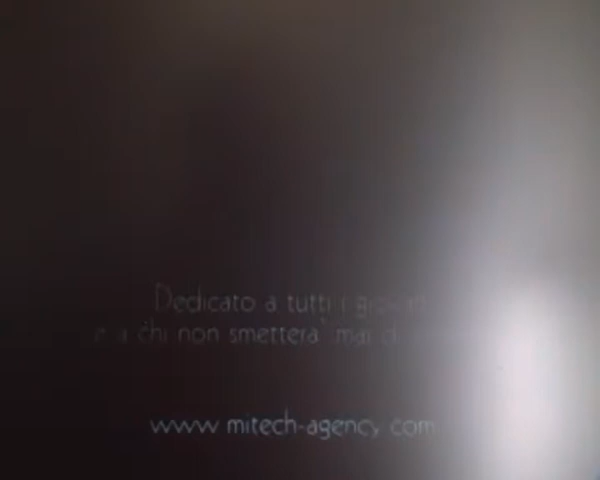 Dedicato a tutti i
e a chi non smettera' mai
www.mitech-agency.com